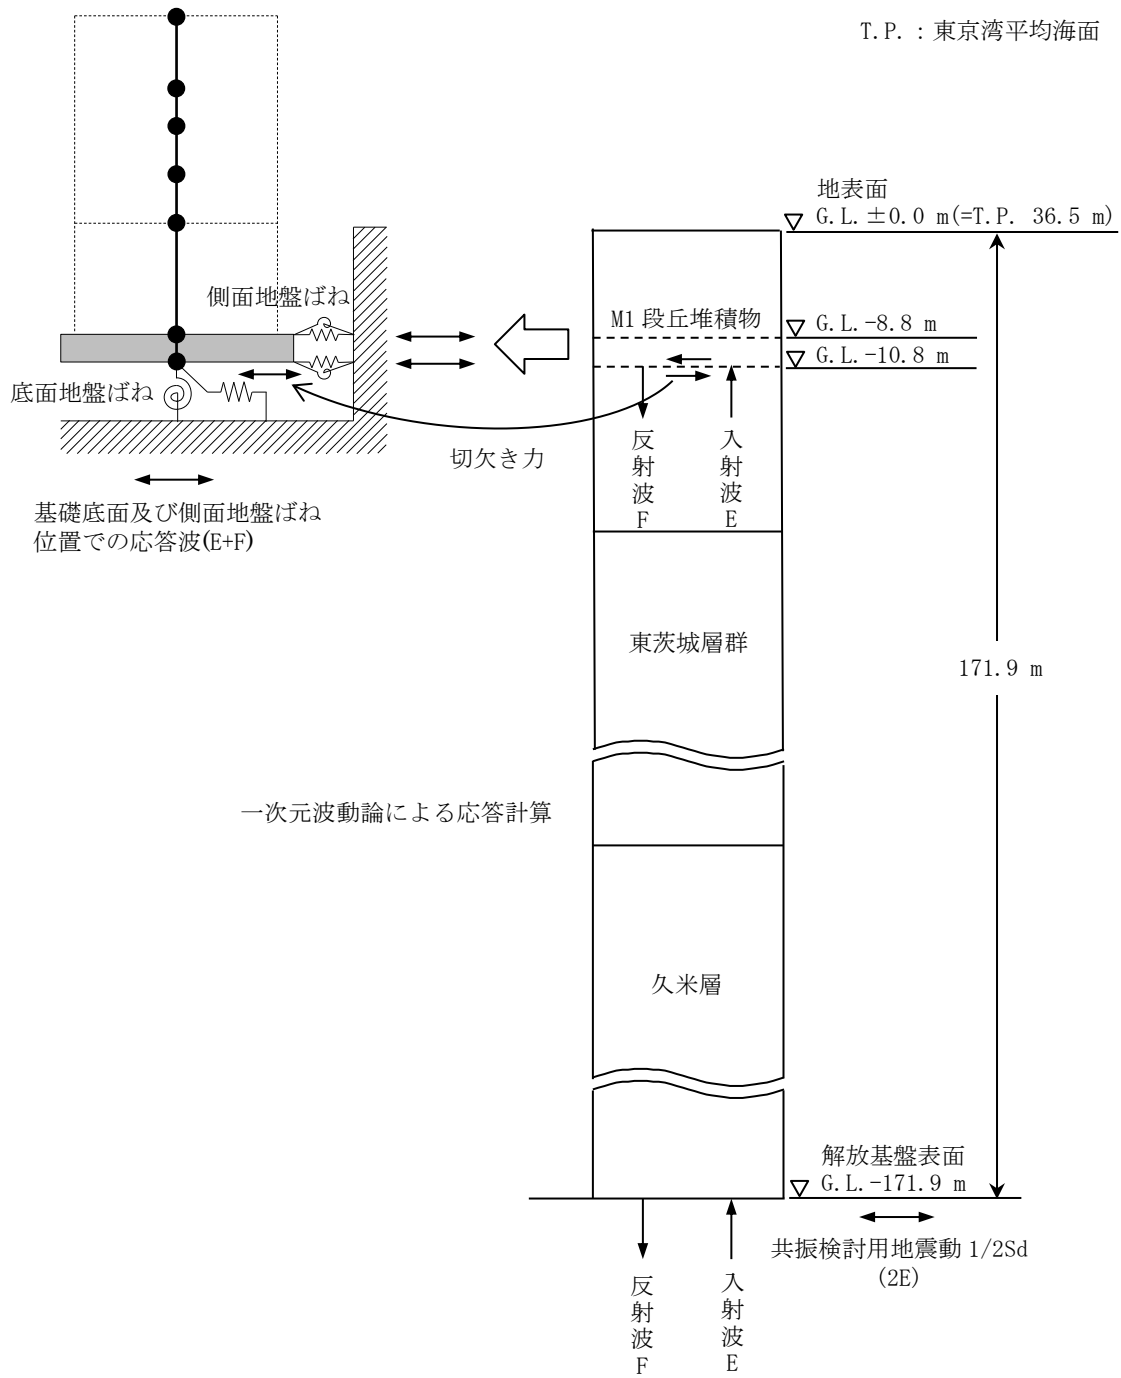 T.P. : 東京湾平均海面
地表面
G.L.±0.0 m(=T.P. 36.5 m)
側面地盤ばね
M1 段丘堆積物
G.L.-8.8 m
G.L.-10.8 m
底面地盤ばね
切欠き力
反射波F
入射波E
基礎底面及び側面地盤ばね
位置での応答波(E+F)
東茨城層群
171.9 m
一次元波動論による応答計算
久米層
解放基盤表面
G.L.-171.9 m
共振検討用地震動 1/2Sd
(2E)
反射波F
入射波E